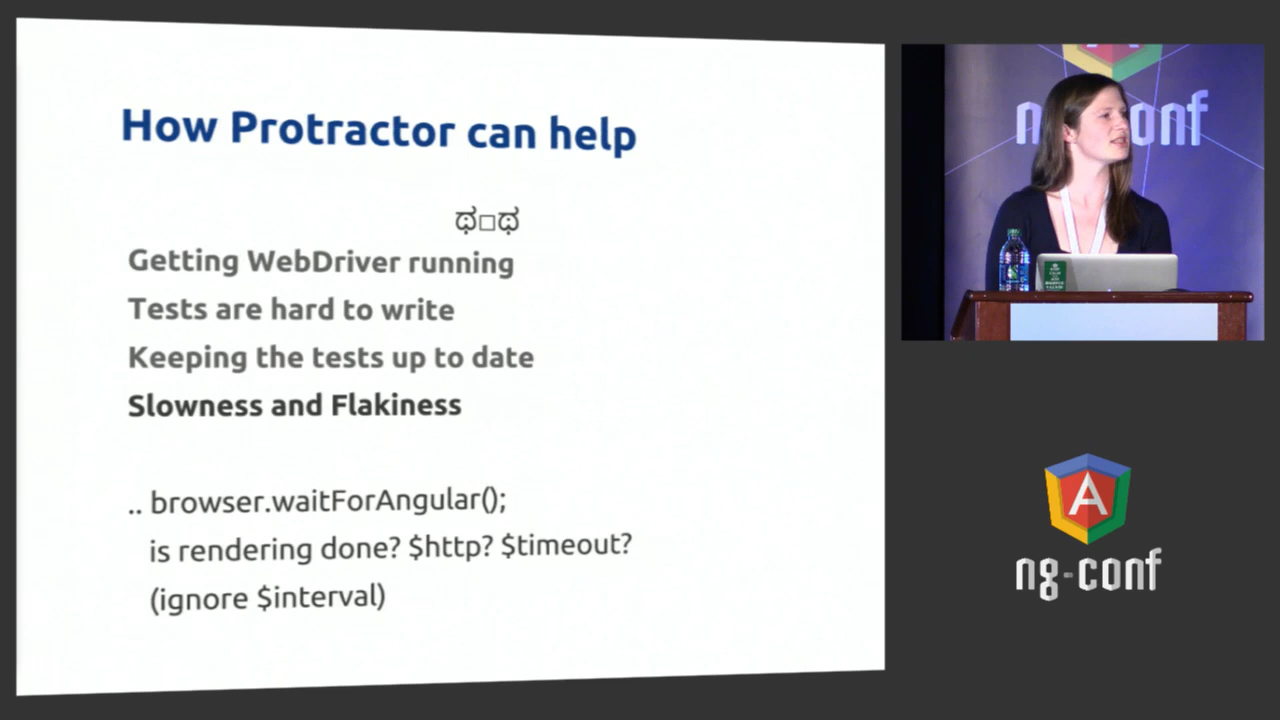 How Protractor can help
ಥ□ಥ
Getting WebDriver running
Tests are hard to write
Keeping the tests up to date
Slowness and Flakiness
.. browser.waitForAngular();
is rendering done? $http? $timeout?
(ignore $interval)
ng-conf